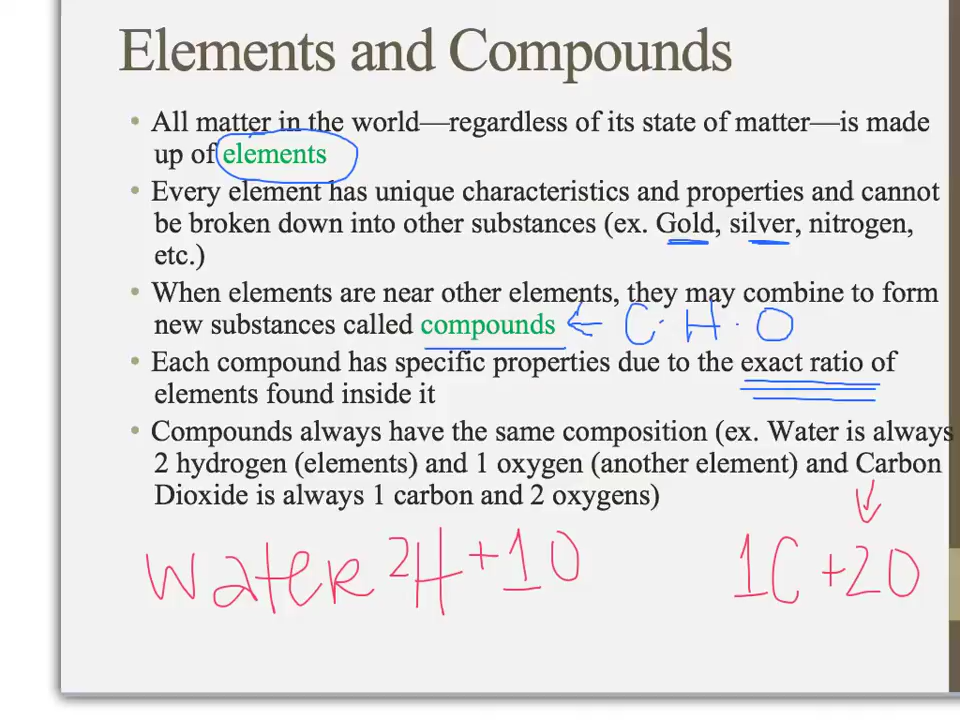 Elements and Compounds
• All matter in the world—regardless of its state of matter—is made
up of elements
• Every element has unique characteristics and properties and cannot
be broken down into other substances (ex. Gold, silver, nitrogen,
etc.)
• When elements are near other elements, they may combine to form
new substances called compounds ← C · H · O
• Each compound has specific properties due to the exact ratio of
elements found inside it
• Compounds always have the same composition (ex. Water is always
2 hydrogen (elements) and 1 oxygen (another element) and Carbon
Dioxide is always 1 carbon and 2 oxygens)
Water 2H + 1O 1C + 2O